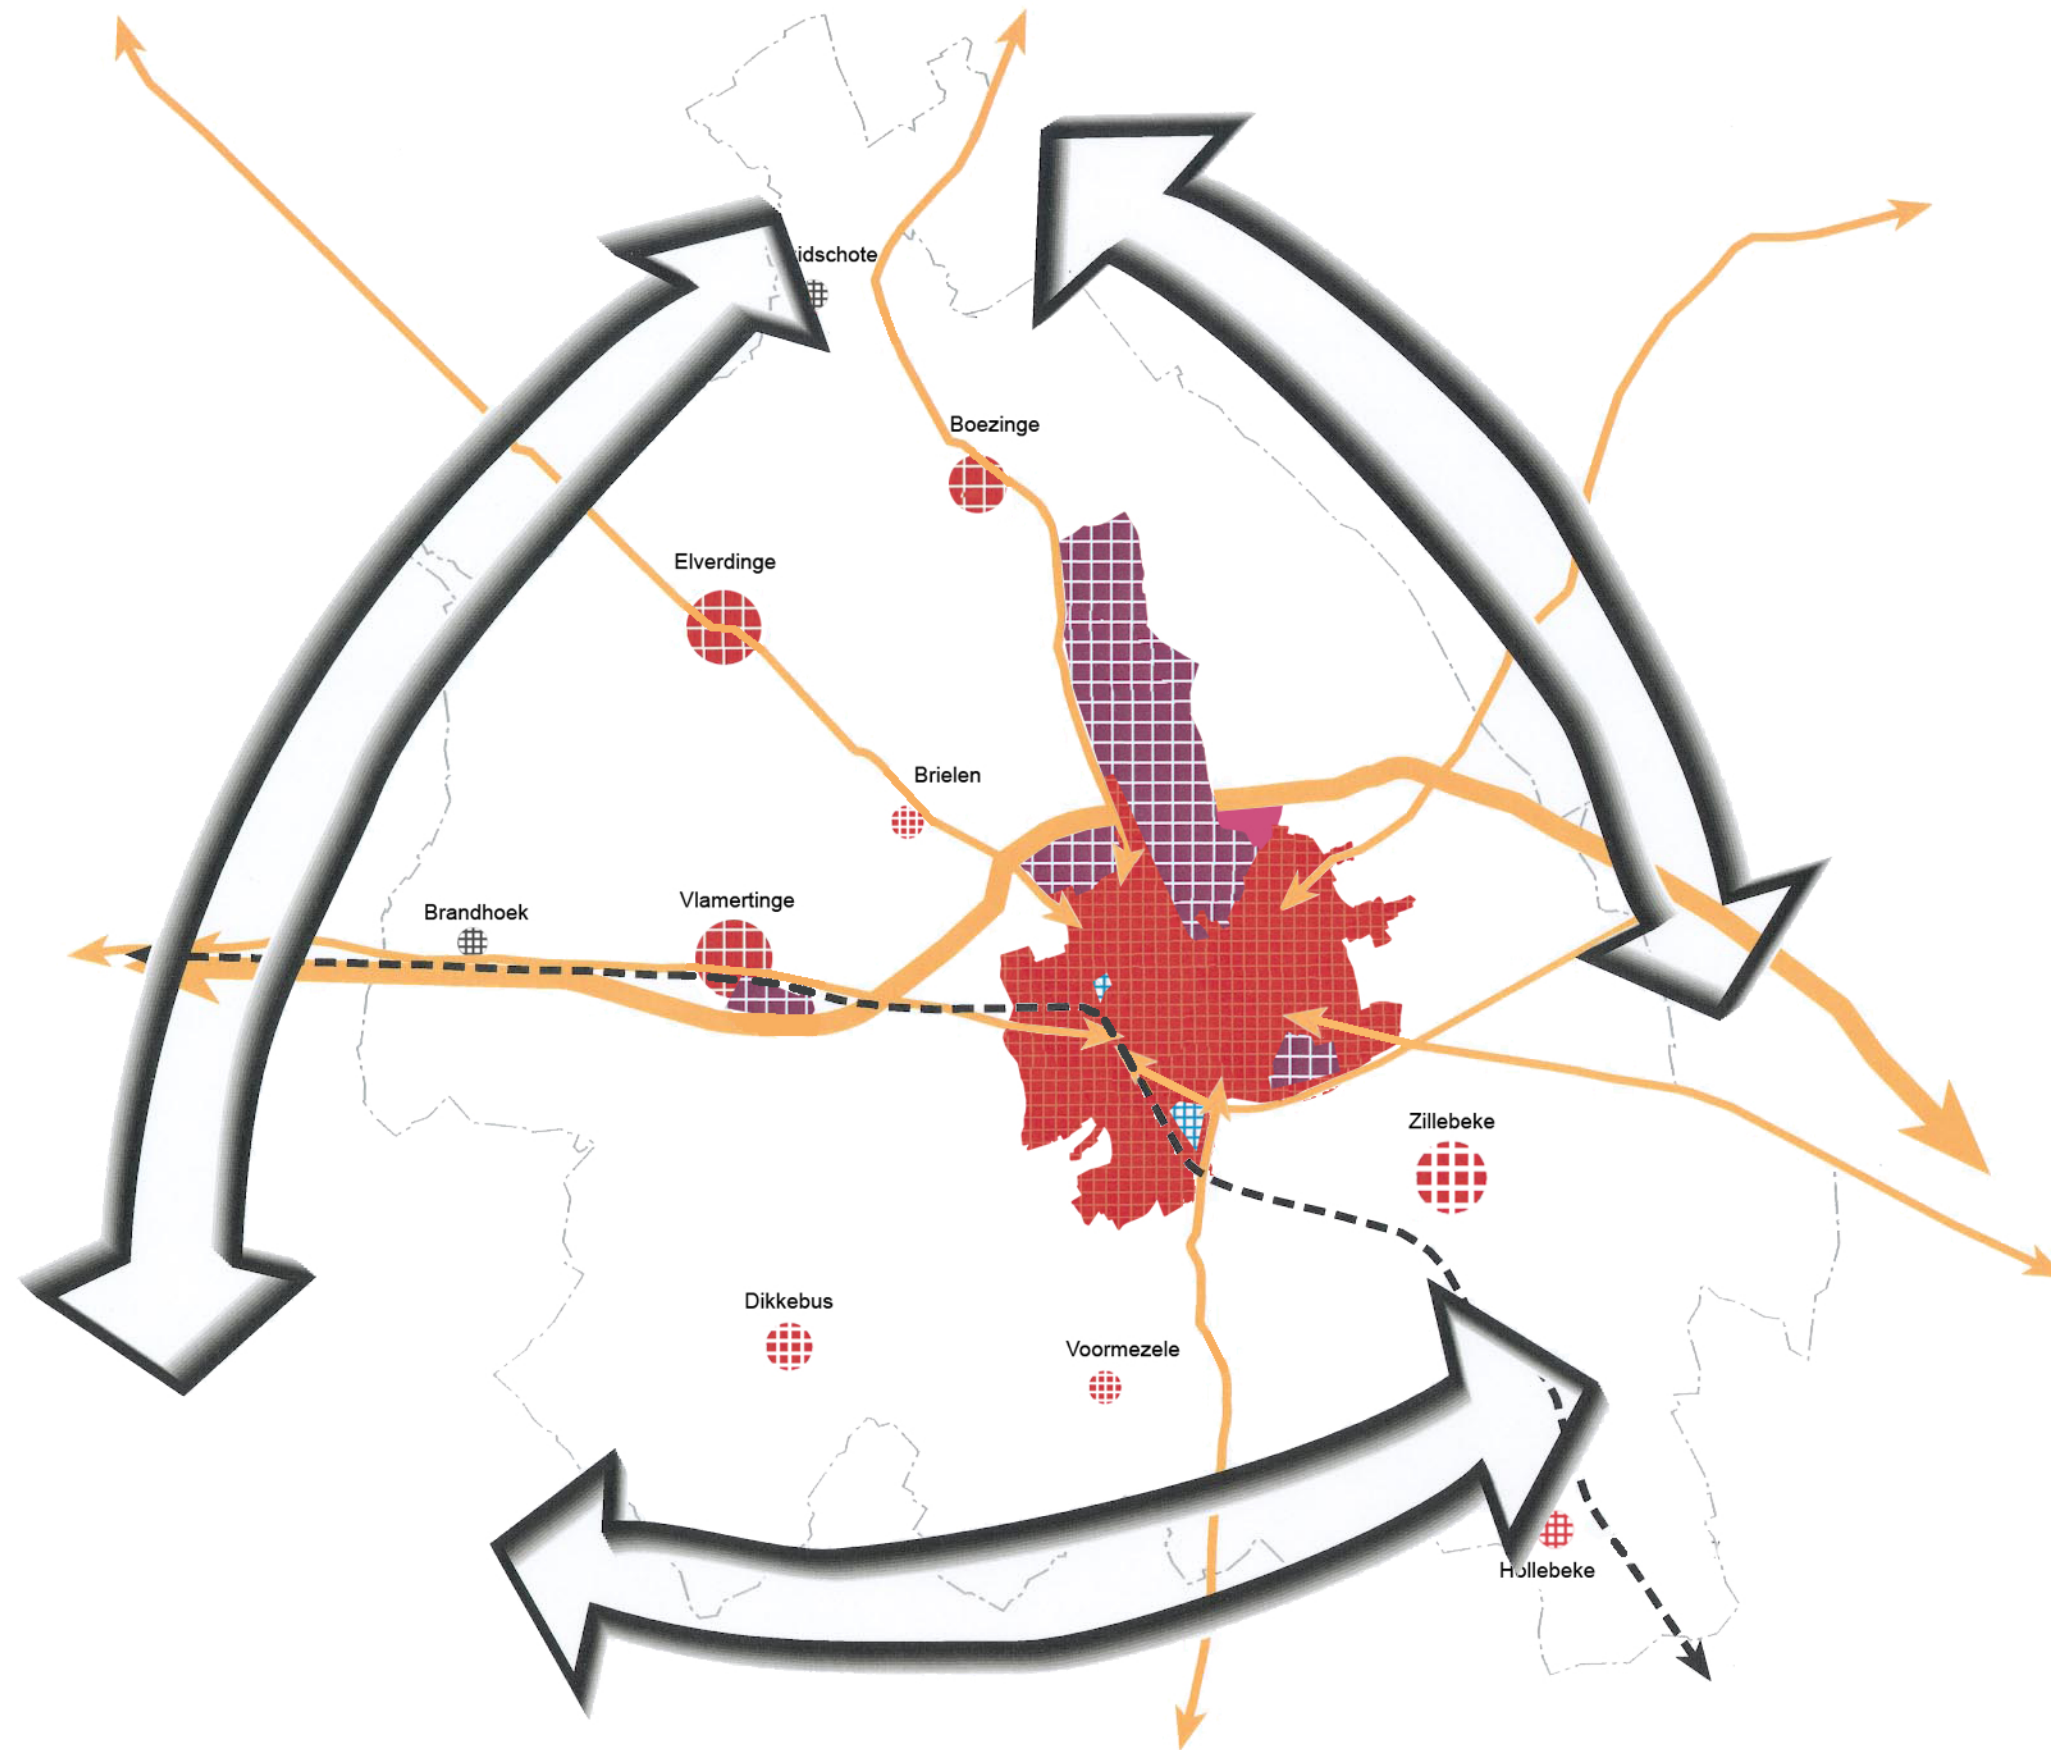 idschote
Boezinge
Elverdinge
Brielen
Vlamertinge
Brandhoek
Zillebeke
Dikkebus
Voormezele
Hollebeke